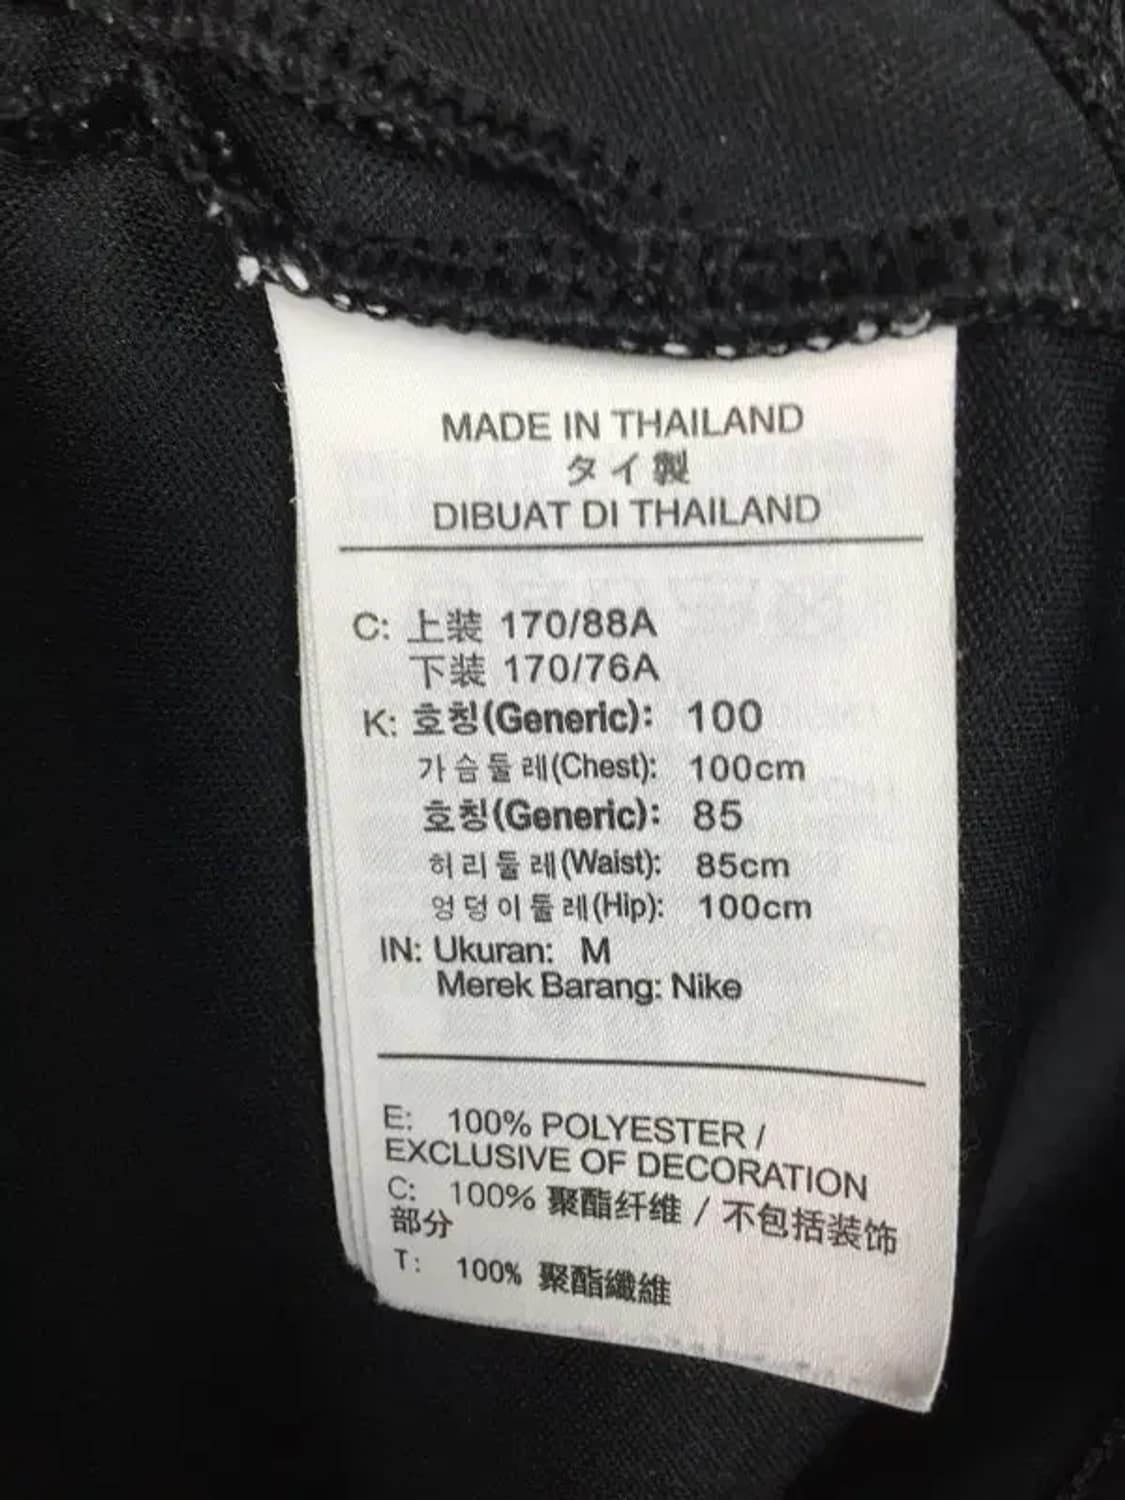 MADE IN THAILAND
タイ製
DIBUAT DI THAILAND
C: 上装 170/88A
下装 170/76A
K: 호칭(Generic): 100
가슴둘레(Chest): 100cm
호칭(Generic): 85
허리둘레(Waist): 85cm
엉덩이둘레(Hip): 100cm
IN: Ukuran: M
Merek Barang: Nike
E: 100% POLYESTER /
EXCLUSIVE OF DECORATION
C: 100% 聚酯纤维 / 不包括装饰
部分
T: 100% 聚酯纖維